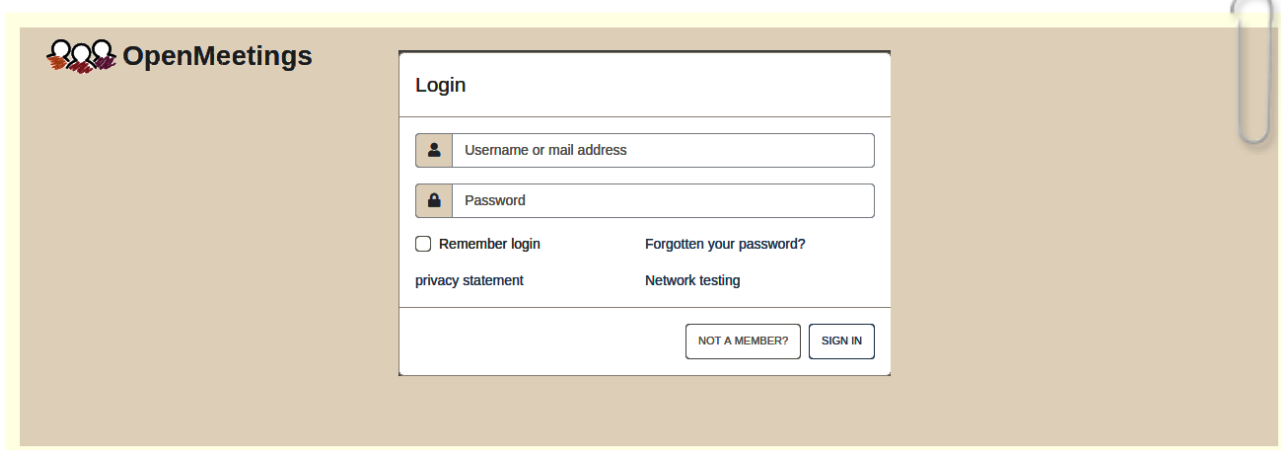 OpenMeetings
Login
Username or mail address
Password
Remember login
Forgotten your password?
privacy statement
Network testing
NOT A MEMBER?
SIGN IN